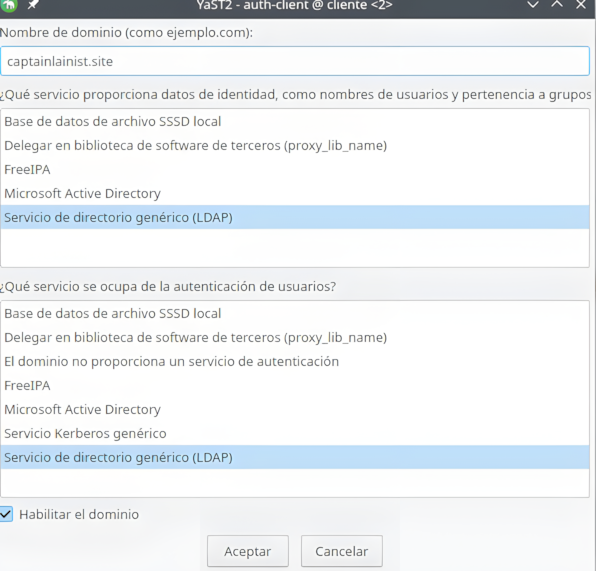 YaST2 - auth-client @ cliente <2>
Nombre de dominio (como ejemplo.com):
captainlainist.site
¿Qué servicio proporciona datos de identidad, como nombres de usuarios y pertenencia a grupos
Base de datos de archivo SSSD local
Delegar en biblioteca de software de terceros (proxy_lib_name)
FreeIPA
Microsoft Active Directory
Servicio de directorio genérico (LDAP)
¿Qué servicio se ocupa de la autenticación de usuarios?
Base de datos de archivo SSSD local
Delegar en biblioteca de software de terceros (proxy_lib_name)
El dominio no proporciona un servicio de autenticación
FreeIPA
Microsoft Active Directory
Servicio Kerberos genérico
Servicio de directorio genérico (LDAP)
Habilitar el dominio
Aceptar Cancelar